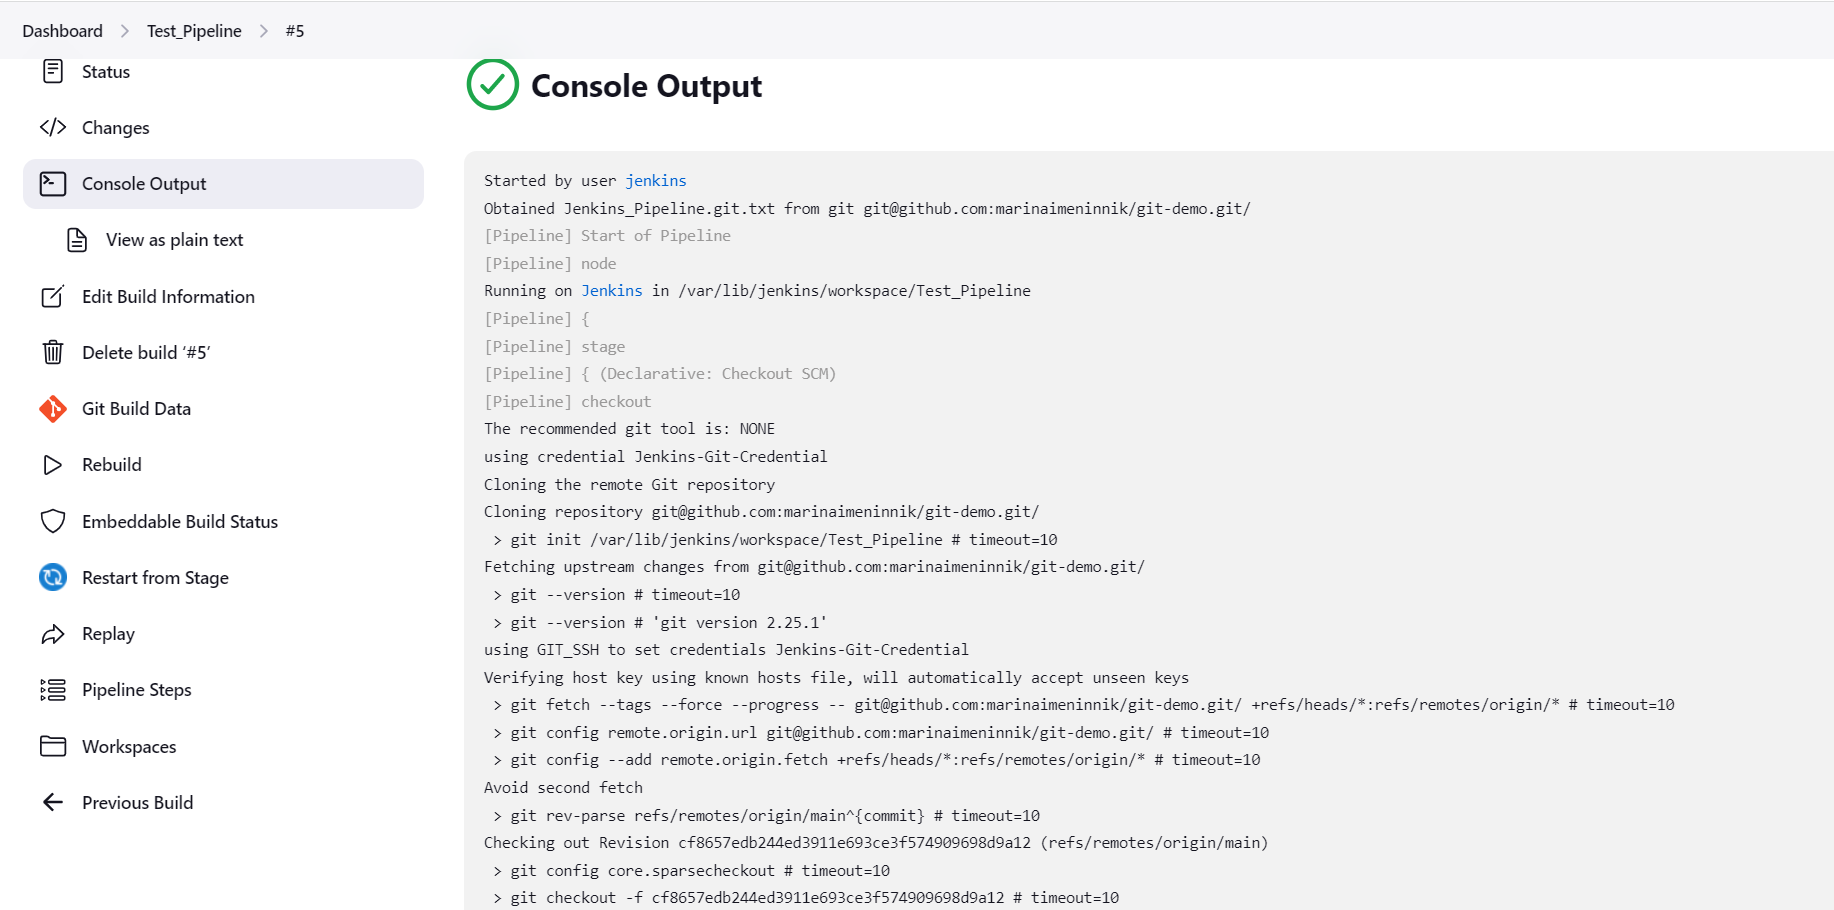 Dashboard > Test_Pipeline > #5
Status
Changes
Console Output
View as plain text
Edit Build Information
Delete build ‘#5’
Git Build Data
Rebuild
Embeddable Build Status
Restart from Stage
Replay
Pipeline Steps
Workspaces
Previous Build
Console Output
Started by user jenkins
Obtained Jenkins_Pipeline.git.txt from git git@github.com:marinaimeninnik/git-demo.git/
[Pipeline] Start of Pipeline
[Pipeline] node
Running on Jenkins in /var/lib/jenkins/workspace/Test_Pipeline
[Pipeline] {
[Pipeline] stage
[Pipeline] { (Declarative: Checkout SCM)
[Pipeline] checkout
The recommended git tool is: NONE
using credential Jenkins-Git-Credential
Cloning the remote Git repository
Cloning repository git@github.com:marinaimeninnik/git-demo.git/
> git init /var/lib/jenkins/workspace/Test_Pipeline # timeout=10
Fetching upstream changes from git@github.com:marinaimeninnik/git-demo.git/
> git --version # timeout=10
> git --version # 'git version 2.25.1'
using GIT_SSH to set credentials Jenkins-Git-Credential
Verifying host key using known hosts file, will automatically accept unseen keys
> git fetch --tags --force --progress -- git@github.com:marinaimeninnik/git-demo.git/ +refs/heads/*:refs/remotes/origin/* # timeout=10
> git config remote.origin.url git@github.com:marinaimeninnik/git-demo.git/ # timeout=10
> git config --add remote.origin.fetch +refs/heads/*:refs/remotes/origin/* # timeout=10
Avoid second fetch
> git rev-parse refs/remotes/origin/main^{commit} # timeout=10
Checking out Revision cf8657edb244ed3911e693ce3f574909698d9a12 (refs/remotes/origin/main)
> git config core.sparsecheckout # timeout=10
> git checkout -f cf8657edb244ed3911e693ce3f574909698d9a12 # timeout=10